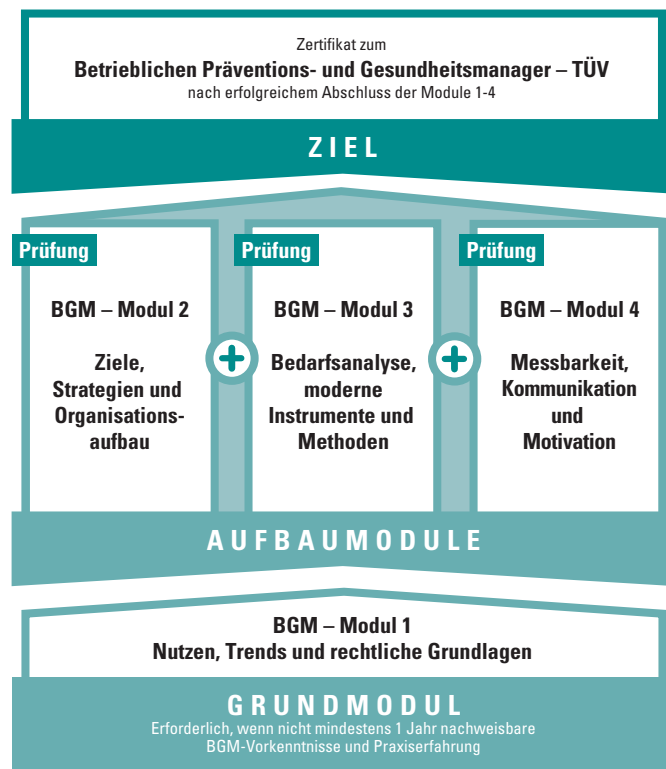 Zertifikat zum
Betrieblichen Präventions- und Gesundheitsmanager – TÜV
nach erfolgreichem Abschluss der Module 1-4
ZIEL
Prüfung
BGM – Modul 2
Ziele,
Strategien und
Organisations-
aufbau
+
Prüfung
BGM – Modul 3
Bedarfsanalyse,
moderne
Instrumente und
Methoden
+
Prüfung
BGM – Modul 4
Messbarkeit,
Kommunikation
und
Motivation
AUFBAUMODULE
BGM – Modul 1
Nutzen, Trends und rechtliche Grundlagen
GRUNDMODUL
Erforderlich, wenn nicht mindestens 1 Jahr nachweisbare
BGM-Vorkenntnisse und Praxiserfahrung